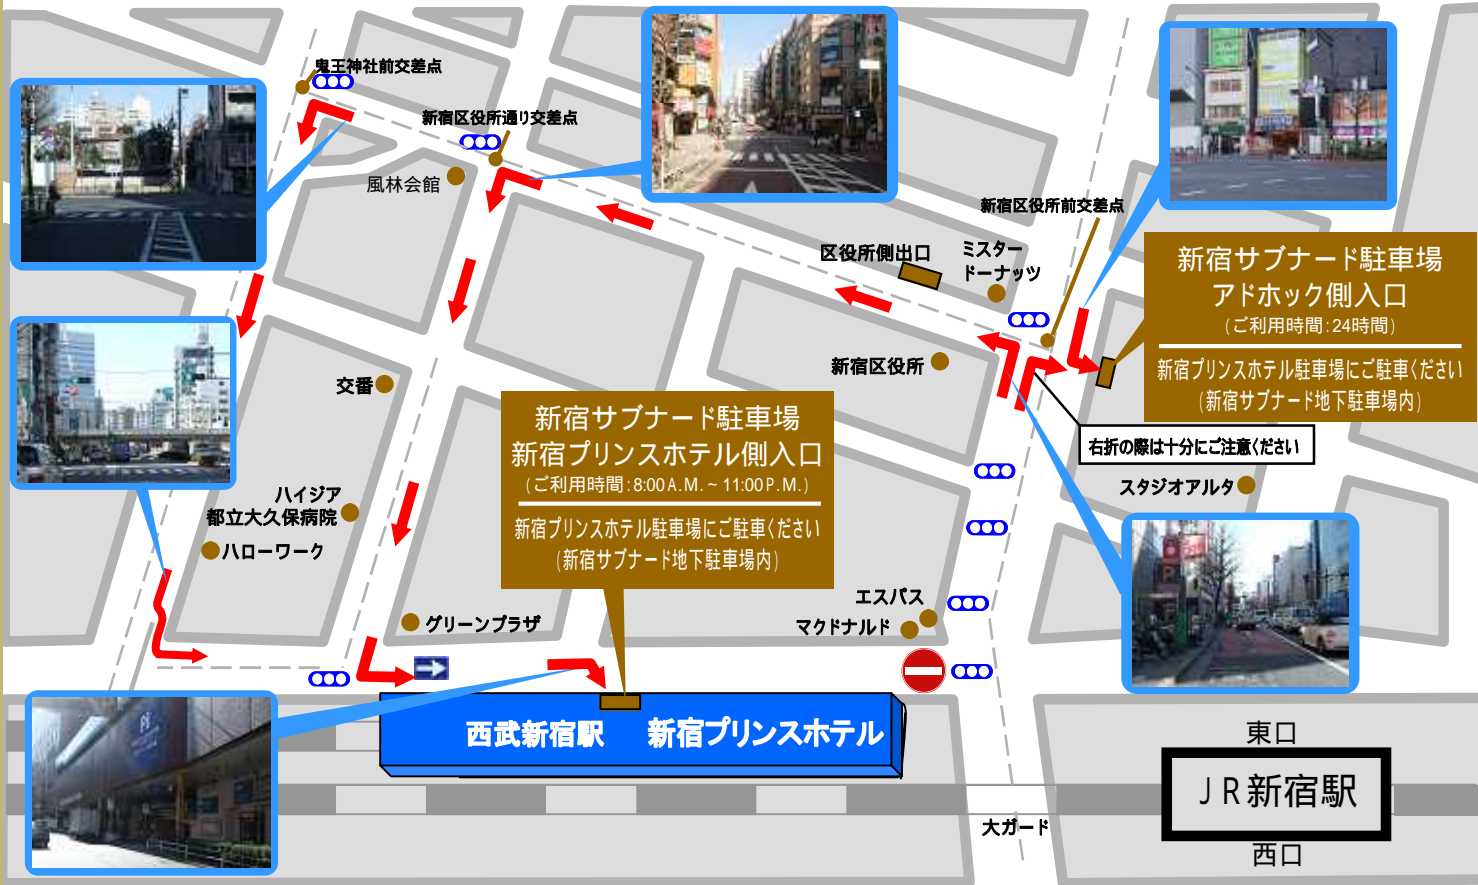 鬼王神社前交差点
新宿区役所通り交差点
風林会館
新宿区役所前交差点
区役所側出口
ミスター
ドーナッツ
新宿サブナード駐車場
アドホック側入口
(ご利用時間:24時間)
新宿プリンスホテル駐車場にご駐車ください
(新宿サブナード地下駐車場内)
新宿区役所
交番
新宿サブナード駐車場
新宿プリンスホテル側入口
(ご利用時間:8:00A.M.~11:00P.M.)
新宿プリンスホテル駐車場にご駐車ください
(新宿サブナード地下駐車場内)
右折の際は十分にご注意ください
スタジオアルタ
ハイジア
都立大久保病院
ハローワーク
エスパス
マクドナルド
グリーンプラザ
西武新宿駅 新宿プリンスホテル
東口
JR新宿駅
西口
大ガード